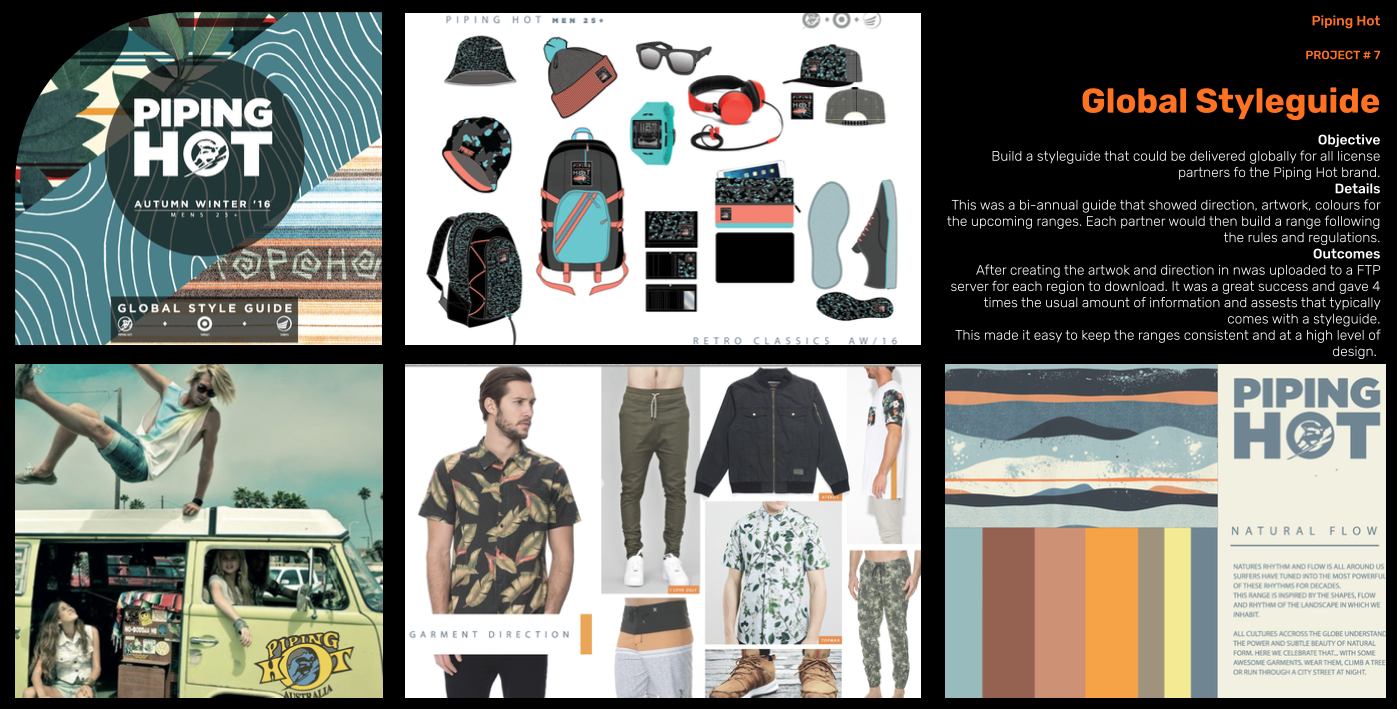 PIPING
HOT
AUTUMN WINTER '16
MENS 25+
GLOBAL STYLE GUIDE
PIPING HOT MEN 25+
RETRO CLASSICS AW/16
Piping Hot
PROJECT # 7
Global Styleguide
Objective
Build a styleguide that could be delivered globally for all license
partners fo the Piping Hot brand.
Details
This was a bi-annual guide that showed direction, artwork, colours for
the upcoming ranges. Each partner would then build a range following
the rules and regulations.
Outcomes
After creating the artwok and direction in nwas uploaded to a FTP
server for each region to download. It was a great success and gave 4
times the usual amount of information and assests that typically
comes with a styleguide.
This made it easy to keep the ranges consistent and at a high level of
design.
PIPING
HOT
AUSTRALIA
GARMENT DIRECTION
PIPING
HOT
NATURAL FLOW
NATURES RHYTHM AND FLOW IS ALL AROUND US
SURFERS HAVE TUNED INTO THE MOST POWERFUL
OF THESE RHYTHMS FOR DECADES.
THIS RANGE IS INSPIRED BY THE SHAPES, FLOW
AND RHYTHM OF THE LANDSCAPE IN WHICH WE
INHABIT.
ALL CULTURES ACCROSS THE GLOBE UNDERSTAND
THE POWER AND SUBTLE BEAUTY OF NATURAL
FORM. HERE WE CELEBRATE THAT... WITH SOME
AWESOME GARMENTS. WEAR THEM, CLIMB A TREE
OR RUN THROUGH A CITY STREET AT NIGHT.